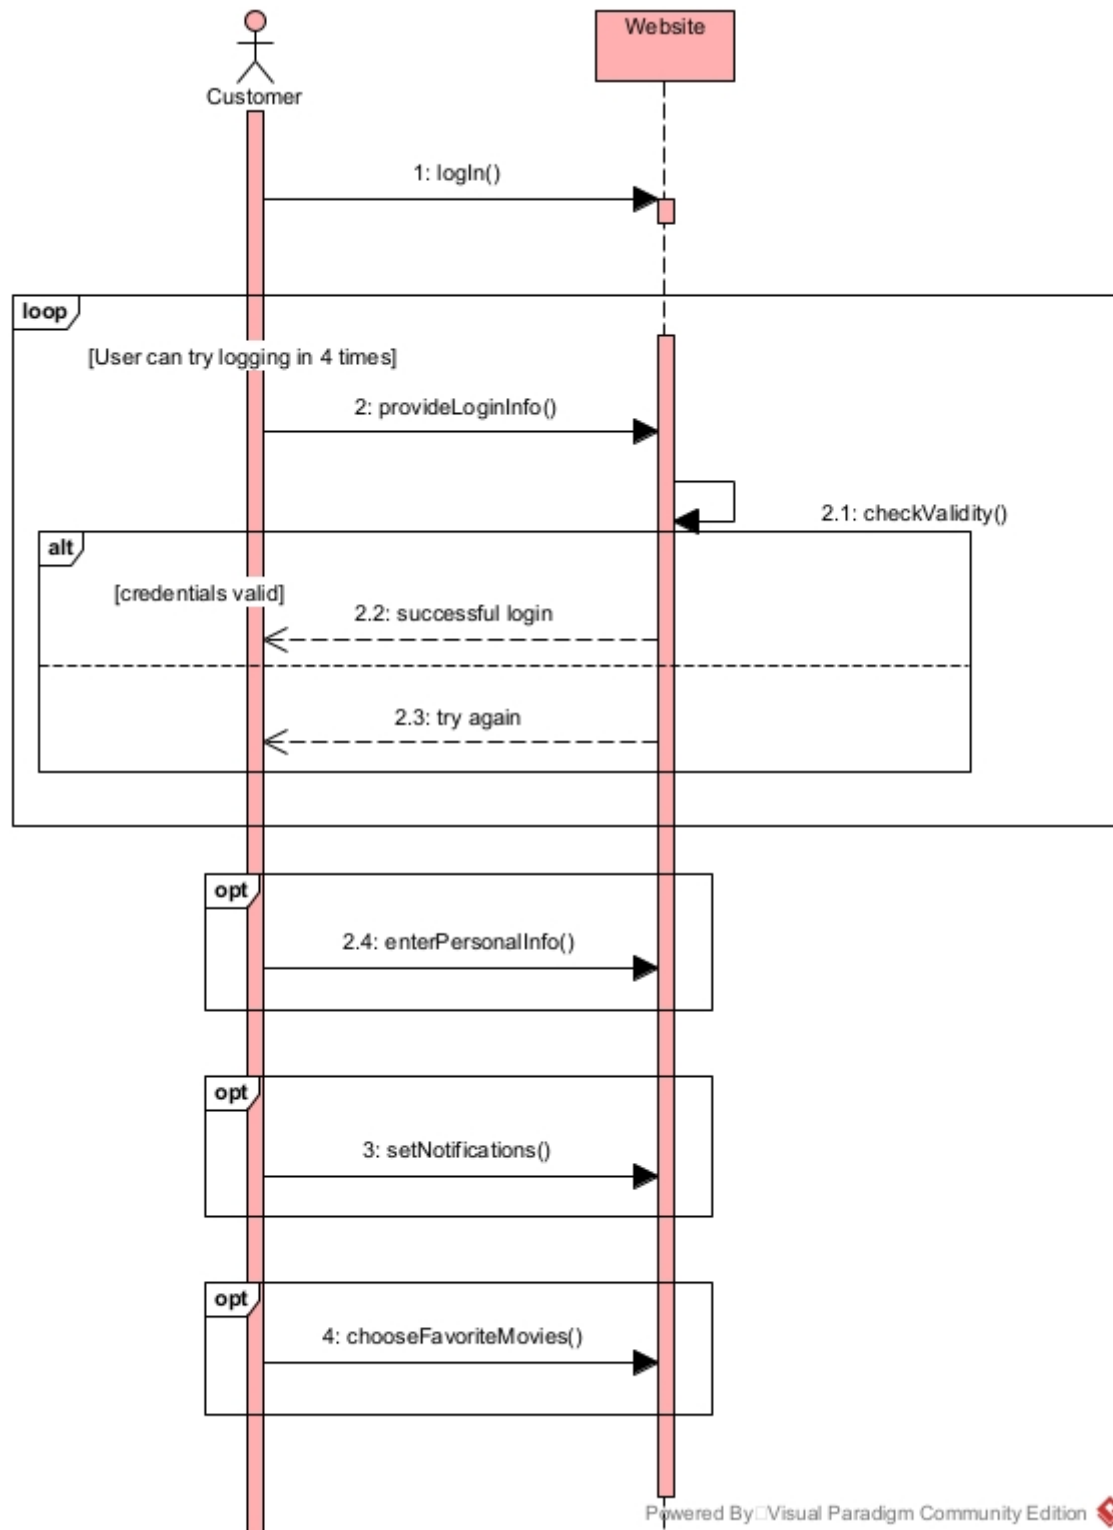 Website
Customer
1: logIn()
loop
[User can try logging in 4 times]
2: provideLoginInfo()
2.1: checkValidity()
alt
[credentials valid]
2.2: successful login
2.3: try again
opt
2.4: enterPersonalInfo()
opt
3: setNotifications()
opt
4: chooseFavoriteMovies()
Powered By Visual Paradigm Community Edition